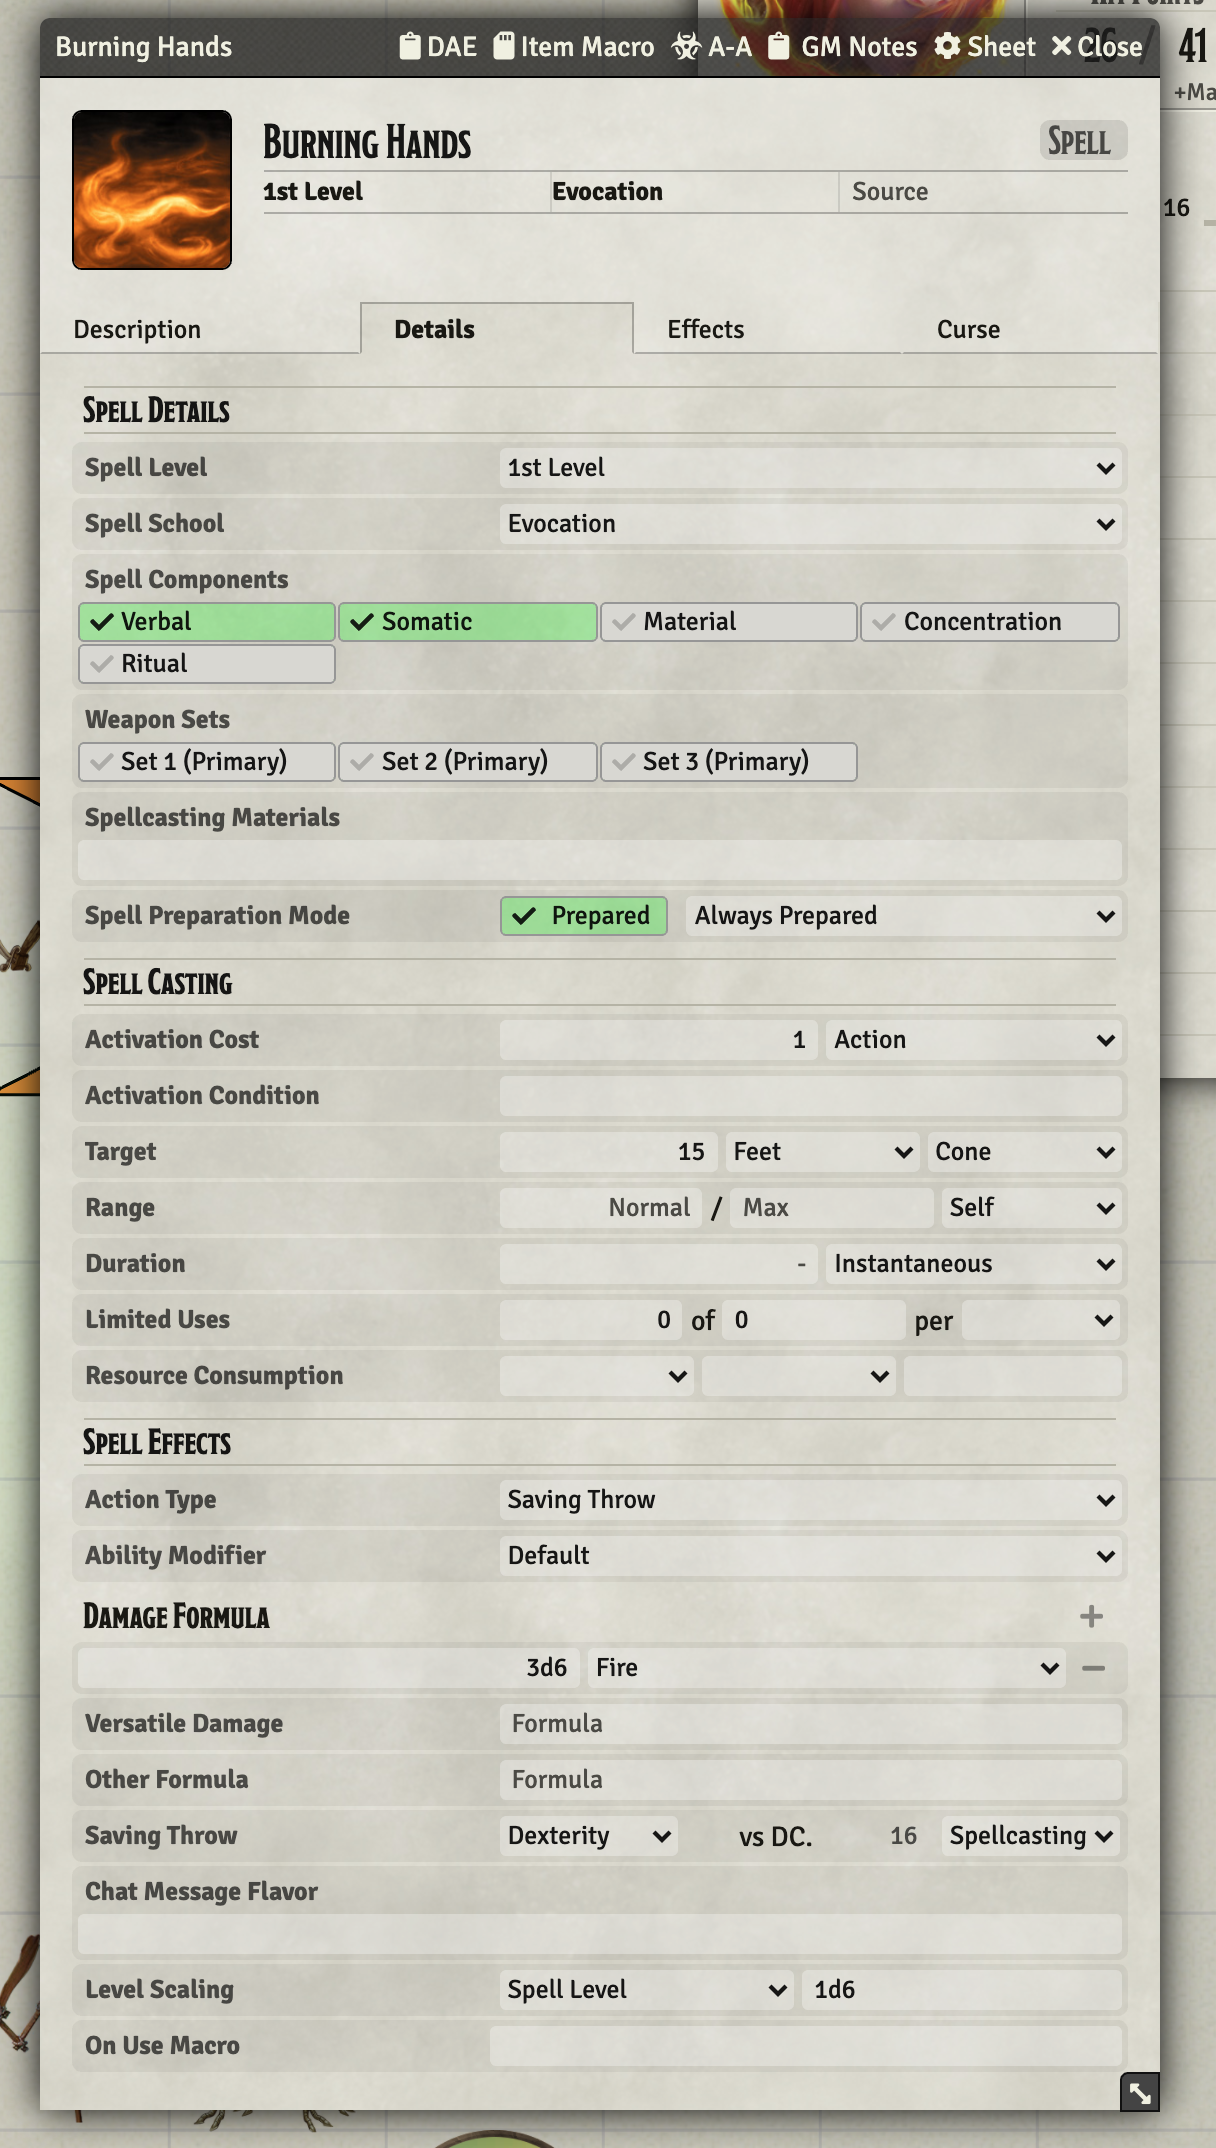 Burning Hands DAE Item Macro A-A GM Notes Sheet Close
26 / 41
+Ma
Burning Hands Spell
1st Level Evocation Source
16
Description Details Effects Curse
Spell Details
Spell Level 1st Level
Spell School Evocation
Spell Components
Verbal Somatic Material Concentration
Ritual
Weapon Sets
Set 1 (Primary) Set 2 (Primary) Set 3 (Primary)
Spellcasting Materials
Spell Preparation Mode Prepared Always Prepared
Spell Casting
Activation Cost 1 Action
Activation Condition
Target 15 Feet Cone
Range Normal / Max Self
Duration - Instantaneous
Limited Uses 0 of 0 per
Resource Consumption
Spell Effects
Action Type Saving Throw
Ability Modifier Default
Damage Formula
3d6 Fire
Versatile Damage Formula
Other Formula Formula
Saving Throw Dexterity vs DC. 16 Spellcasting
Chat Message Flavor
Level Scaling Spell Level 1d6
On Use Macro